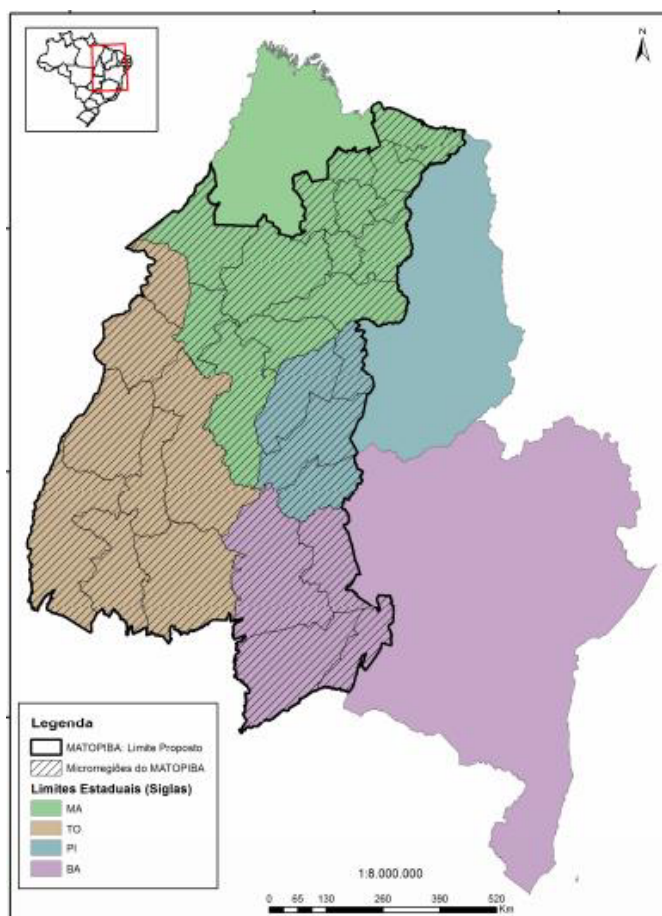 N
Legenda
MATOPIBA: Limite Proposto
Microrregiões do MATOPIBA
Limites Estaduais (Siglas)
MA
TO
PI
BA
1:8.000.000
0 65 130 260 390 520
Km